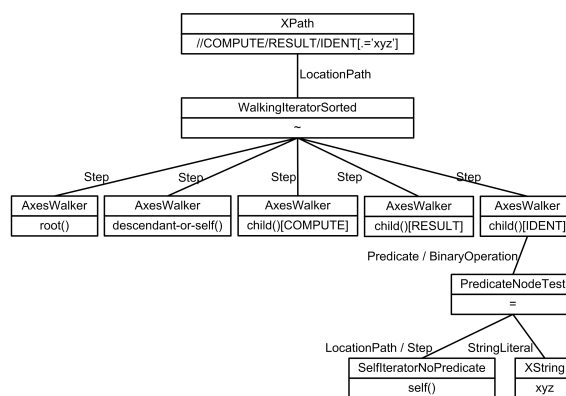 XPath
//COMPUTE/RESULT/IDENT[.='xyz']
LocationPath
WalkingIteratorSorted
~
Step Step Step Step Step
AxesWalker AxesWalker AxesWalker AxesWalker AxesWalker
root() descendant-or-self() child()[COMPUTE] child()[RESULT] child()[IDENT]
Predicate / BinaryOperation
PredicateNodeTest
=
LocationPath / Step StringLiteral
SelfIteratorNoPredicate XString
self() xyz